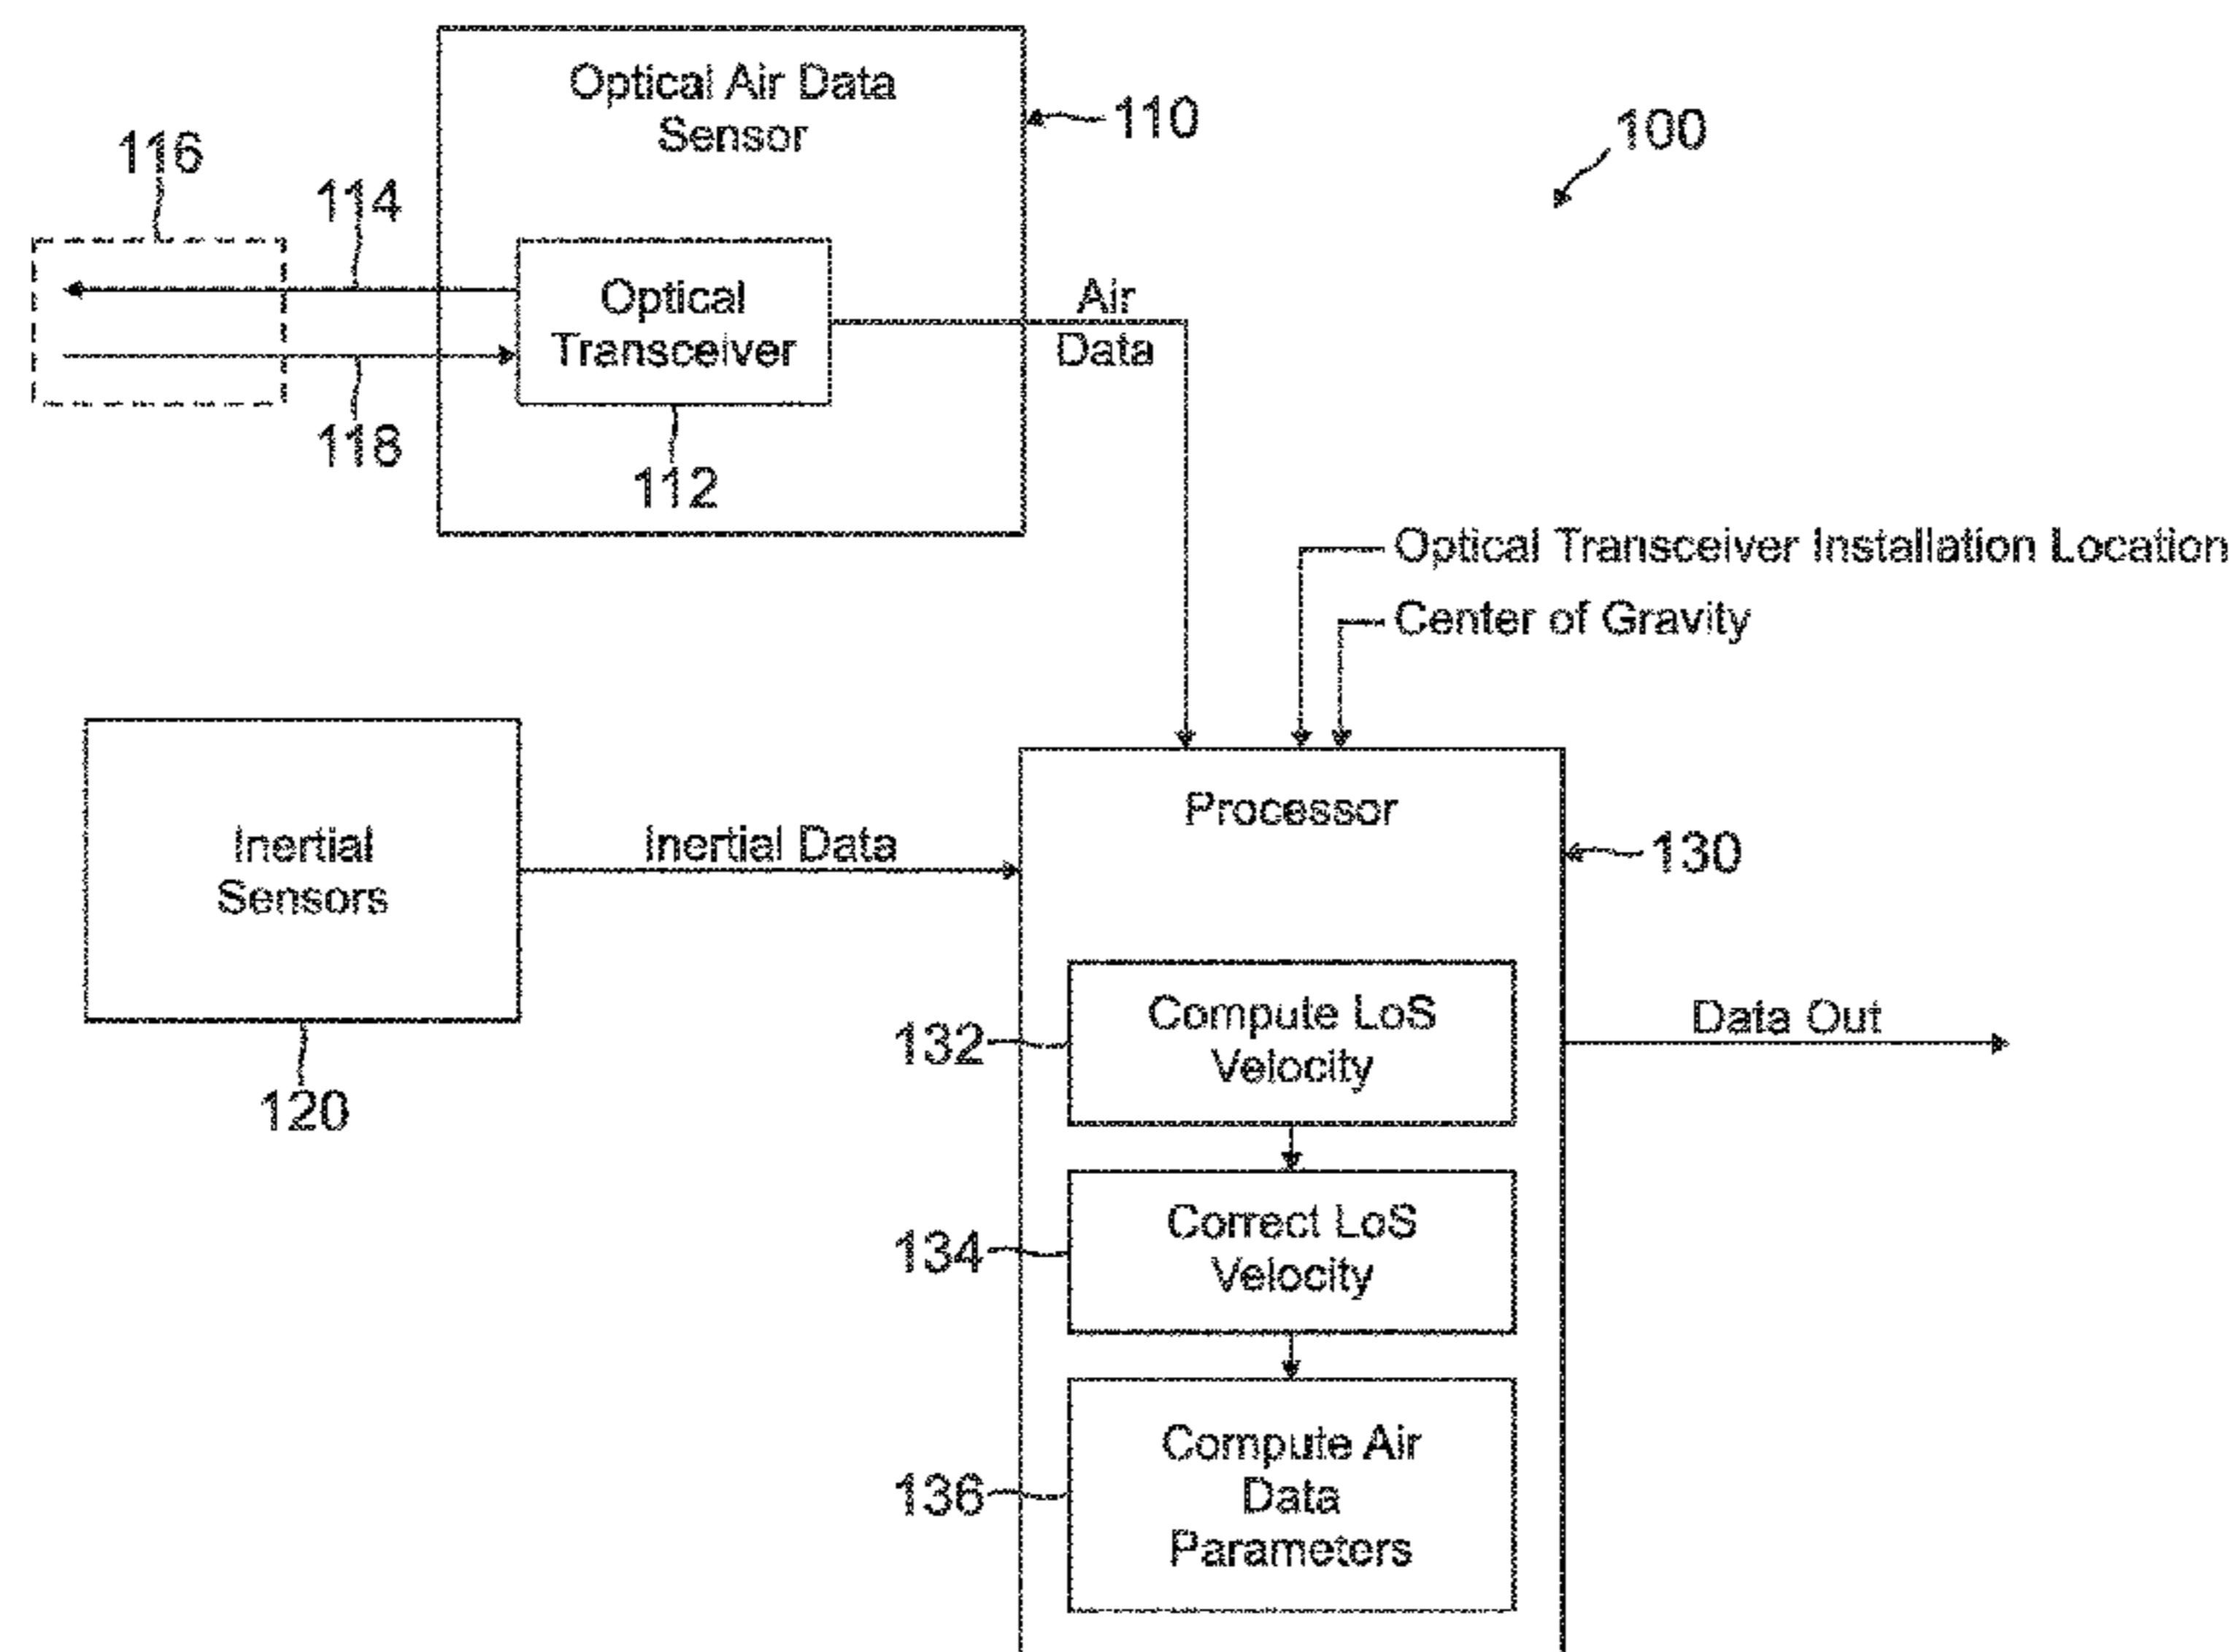 Optical Air Data
Sensor
110
100
116
114
Optical
Transceiver
Air
Data
118
112
Optical Transceiver Installation Location
Center of Gravity
Processor
Inertial
Sensors
Inertial Data
130
120
Compute LoS
Velocity
132
Data Out
Correct LoS
Velocity
134
Compute Air
Data
Parameters
136